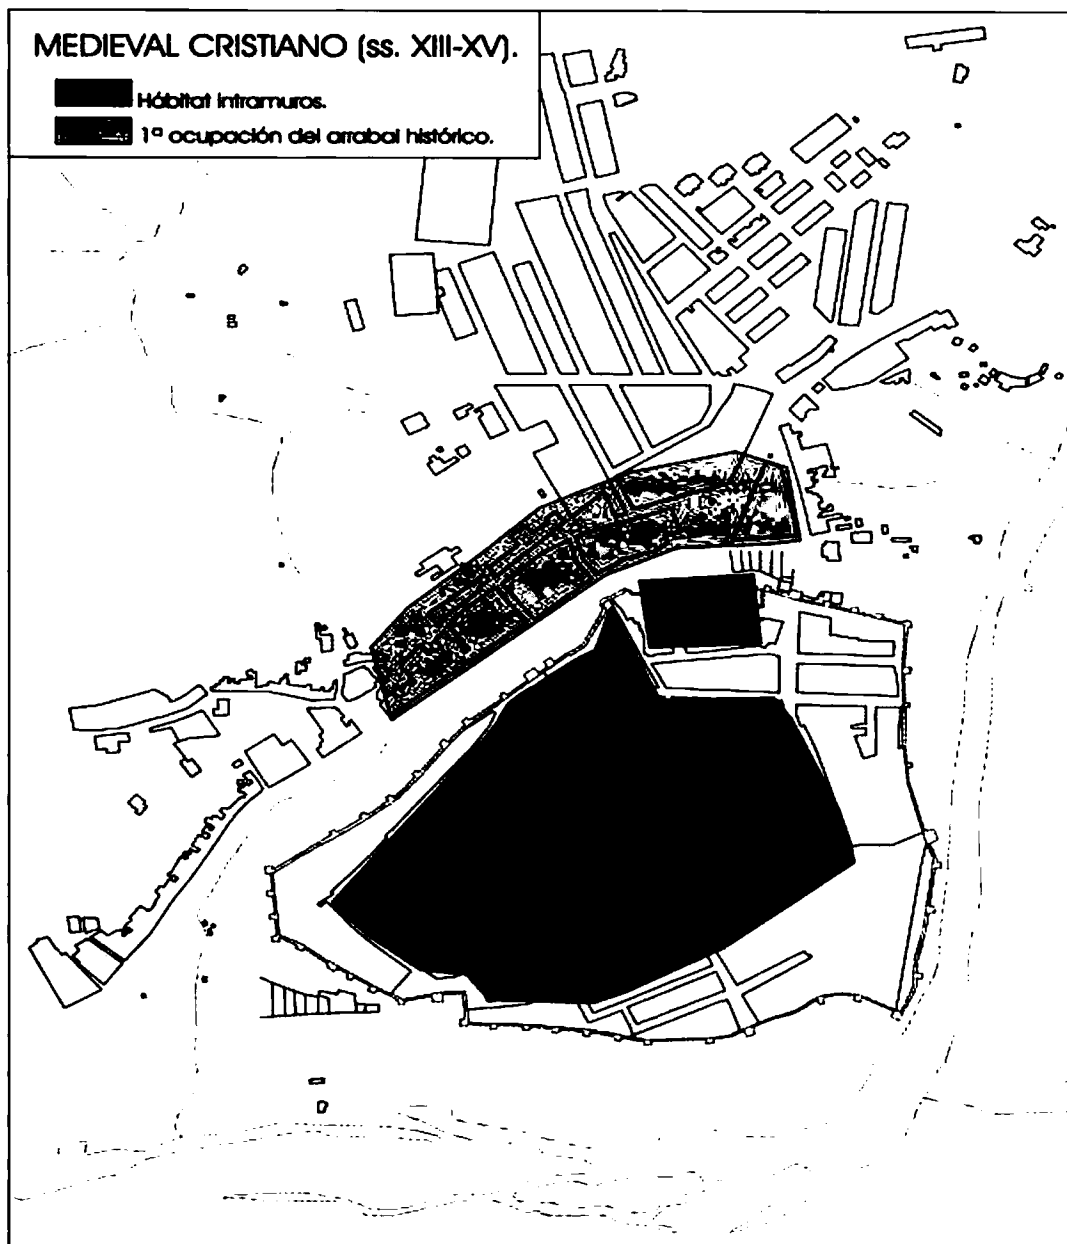 MEDIEVAL CRISTIANO (ss. XIII-XV).
Hábitat intramuros.
1ª ocupación del arrabal histórico.